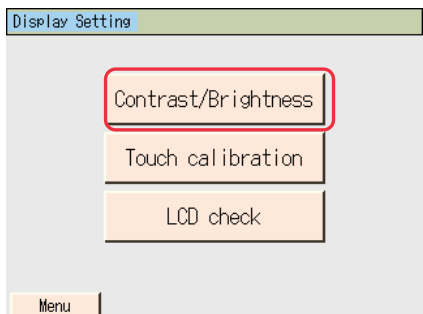 Display Setting
Contrast/Brightness
Touch calibration
LCD check
Menu